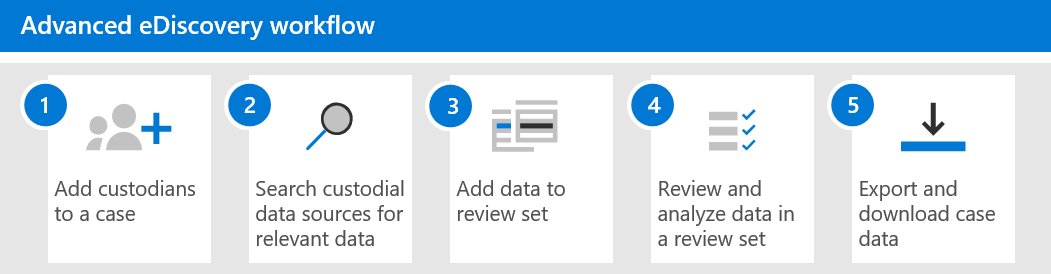 Advanced eDiscovery workflow
1
Add custodians
to a case
2
Search custodial
data sources for
relevant data
3
Add data to
review set
4
Review and
analyze data in
a review set
5
Export and
download case
data